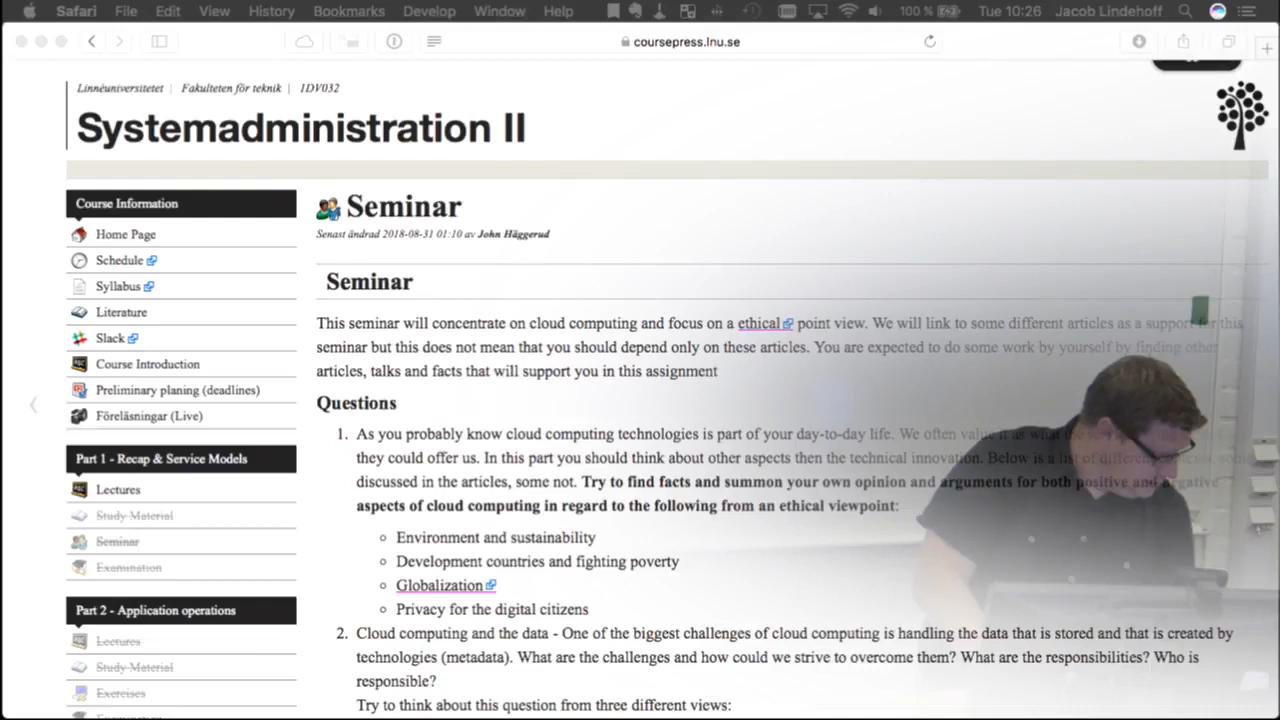 Safari File Edit View History Bookmarks Develop Window Help 100 % Tue 10:26 Jacob Lindehoff
coursepress.lnu.se
Linnéuniversitetet | Fakulteten för teknik | 1DV032
Systemadministration II
Course Information
Home Page
Schedule
Syllabus
Literature
Slack
Course Introduction
Preliminary planing (deadlines)
Föreläsningar (Live)
Part 1 - Recap & Service Models
Lectures
Study Material
Seminar
Examination
Part 2 - Application operations
Lectures
Study Material
Exercises
Seminar
Senast ändrad 2018-08-31 01:10 av John Häggerud
Seminar
This seminar will concentrate on cloud computing and focus on a ethical point view. We will link to some different articles as a support for this
seminar but this does not mean that you should depend only on these articles. You are expected to do some work by yourself by finding other
articles, talks and facts that will support you in this assignment
Questions
1. As you probably know cloud computing technologies is part of your day-to-day life. We often value it as what the
they could offer us. In this part you should think about other aspects then the technical innovation. Below is a list of different
discussed in the articles, some not. Try to find facts and summon your own opinion and arguments for both positive and negative
aspects of cloud computing in regard to the following from an ethical viewpoint:
Environment and sustainability
Development countries and fighting poverty
Globalization
Privacy for the digital citizens
2. Cloud computing and the data - One of the biggest challenges of cloud computing is handling the data that is stored and that is created by
technologies (metadata). What are the challenges and how could we strive to overcome them? What are the responsibilities? Who is
responsible?
Try to think about this question from three different views: